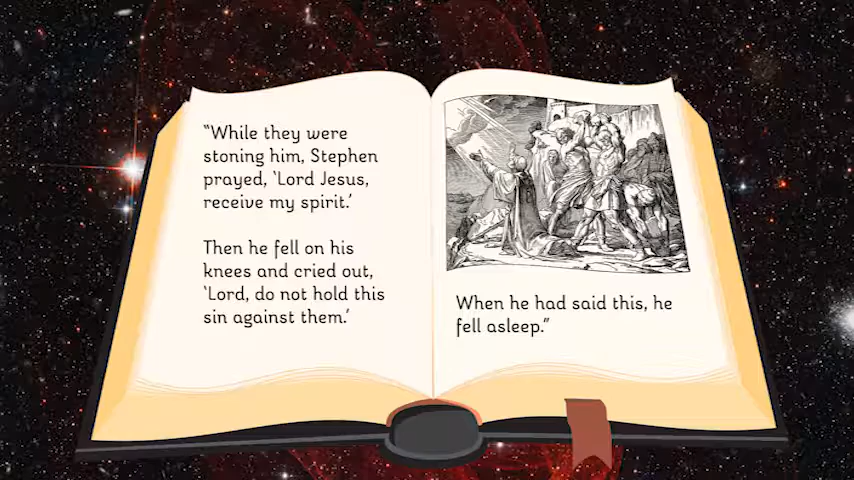 “While they were
stoning him, Stephen
prayed, ‘Lord Jesus,
receive my spirit.’
Then he fell on his
knees and cried out,
‘Lord, do not hold this
sin against them.’
When he had said this, he
fell asleep.”